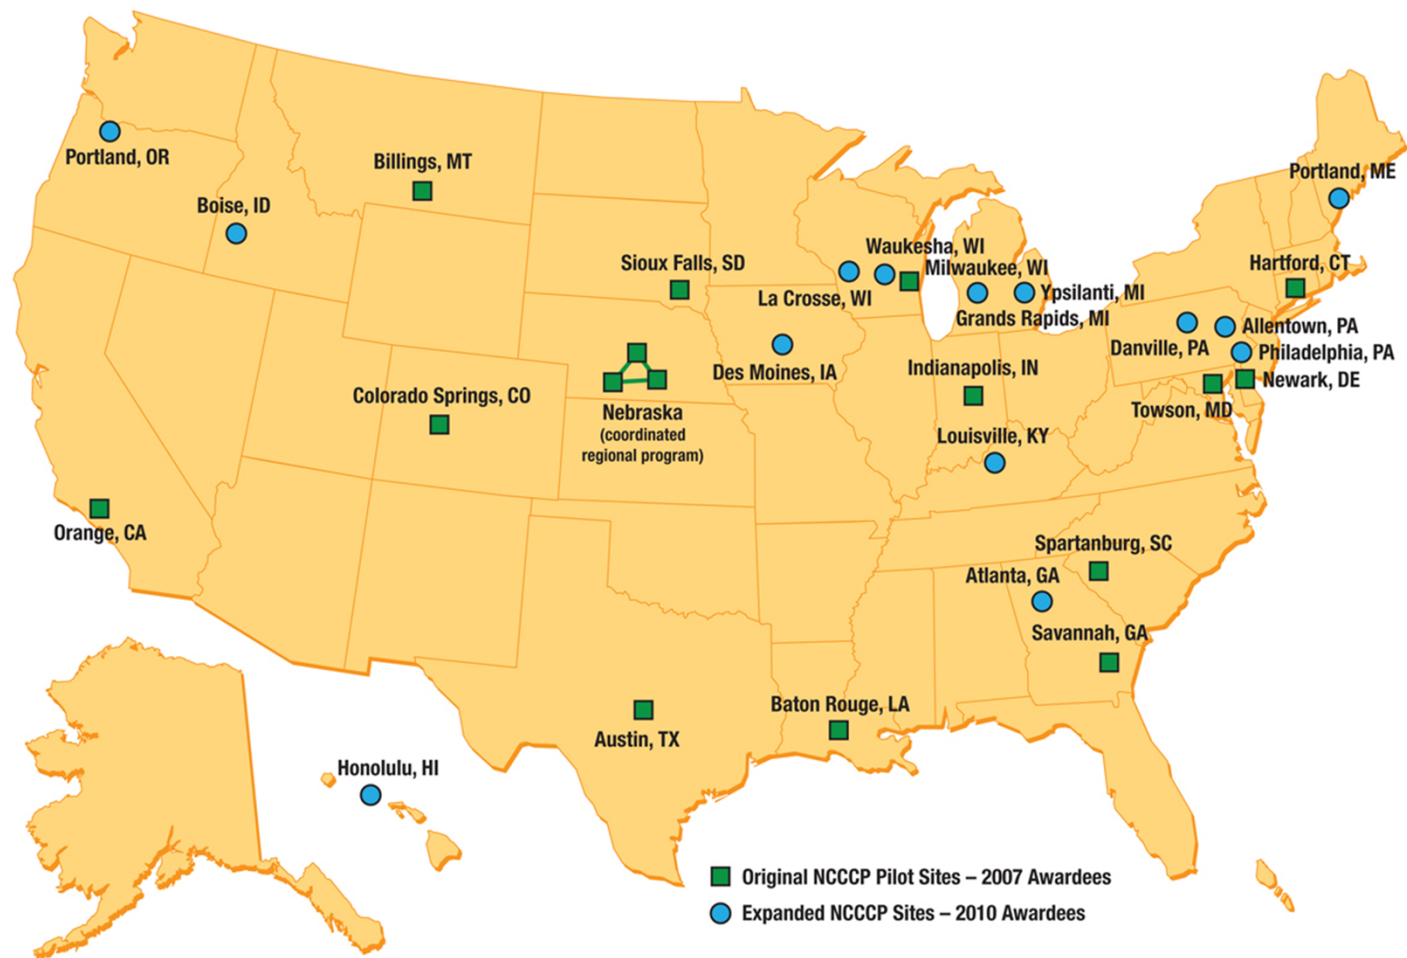 Portland, OR
Billings, MT
Portland, ME
Boise, ID
Waukesha, WI
Sioux Falls, SD
Milwaukee, WI
Hartford, CT
La Crosse, WI
Ypsilanti, MI
Grands Rapids, MI
Allentown, PA
Danville, PA
Philadelphia, PA
Des Moines, IA
Indianapolis, IN
Newark, DE
Colorado Springs, CO
Nebraska
(coordinated
regional program)
Towson, MD
Louisville, KY
Orange, CA
Spartanburg, SC
Atlanta, GA
Savannah, GA
Baton Rouge, LA
Austin, TX
Honolulu, HI
Original NCCCP Pilot Sites – 2007 Awardees
Expanded NCCCP Sites – 2010 Awardees